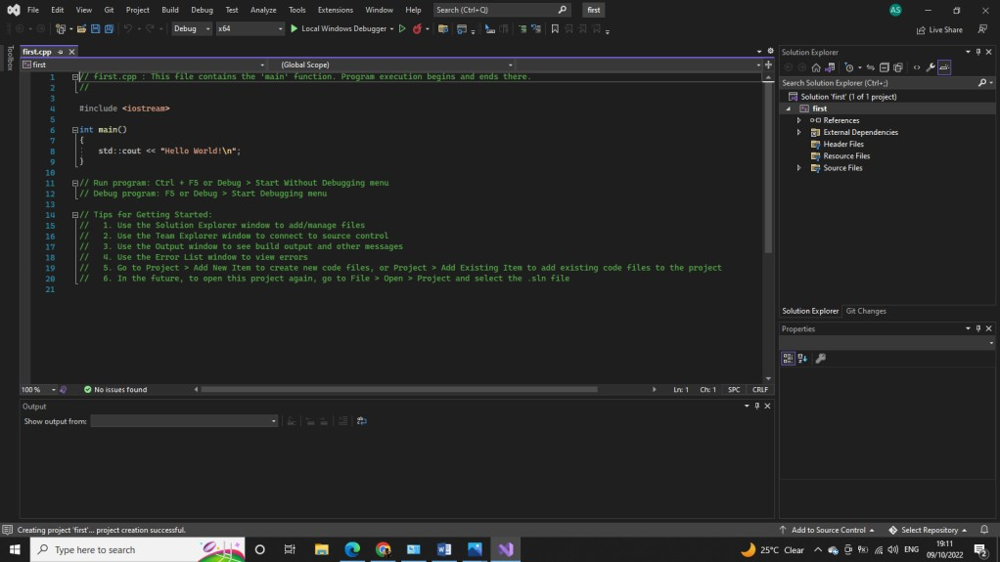 File Edit View Git Project Build Debug Test Analyze Tools Extensions Window Help Search (Ctrl+Q) first AS
Debug x64 Local Windows Debugger Live Share
Toolbox
first.cpp
first (Global Scope)
1 // first.cpp : This file contains the 'main' function. Program execution begins and ends there.
2 //
3
4 #include <iostream>
5
6 int main()
7 {
8 std::cout << "Hello World!\n";
9 }
10
11 // Run program: Ctrl + F5 or Debug > Start Without Debugging menu
12 // Debug program: F5 or Debug > Start Debugging menu
13
14 // Tips for Getting Started:
15 // 1. Use the Solution Explorer window to add/manage files
16 // 2. Use the Team Explorer window to connect to source control
17 // 3. Use the Output window to see build output and other messages
18 // 4. Use the Error List window to view errors
19 // 5. Go to Project > Add New Item to create new code files, or Project > Add Existing Item to add existing code files to the project
20 // 6. In the future, to open this project again, go to File > Open > Project and select the .sln file
21
100 % No issues found Ln: 1 Ch: 1 SPC CRLF
Output
Show output from:
Solution Explorer
Search Solution Explorer (Ctrl+;)
Solution 'first' (1 of 1 project)
first
References
External Dependencies
Header Files
Resource Files
Source Files
Solution Explorer Git Changes
Properties
Creating project 'first'... project creation successful. Add to Source Control Select Repository
Type here to search 25°C Clear ENG 19:11
09/10/2022 2